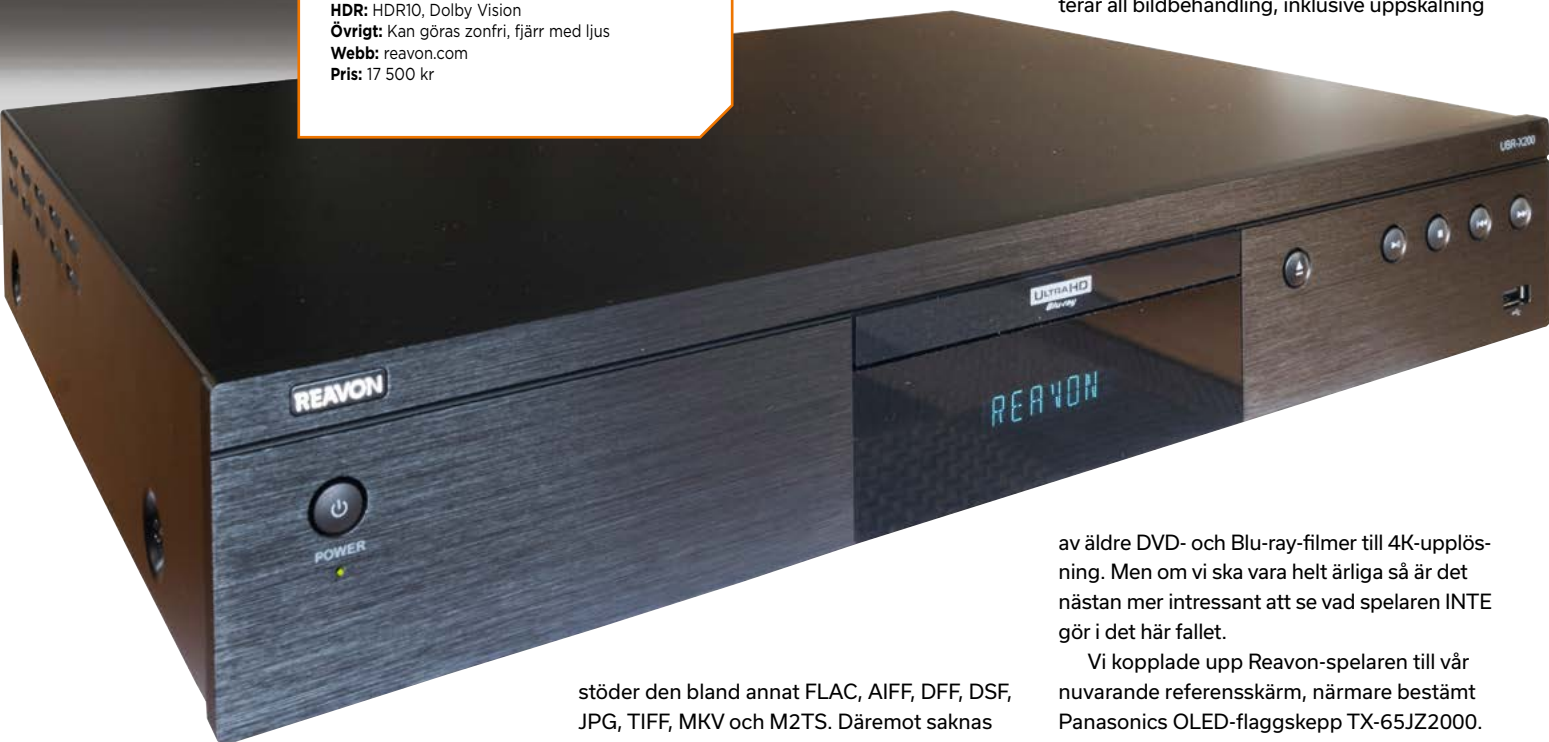 HDR: HDR10, Dolby Vision
Övrigt: Kan göras zonfri, fjärr med ljus
Webb: reavon.com
Pris: 17 500 kr
terar all bildbehandling, inklusive uppskalning
UBR-X200
ULTRA HD
Blu-ray
REAVON
REAVON
POWER
stöder den bland annat FLAC, AIFF, DFF, DSF,
JPG, TIFF, MKV och M2TS. Däremot saknas
av äldre DVD- och Blu-ray-filmer till 4K-upplös-
ning. Men om vi ska vara helt ärliga så är det
nästan mer intressant att se vad spelaren INTE
gör i det här fallet.
Vi kopplade upp Reavon-spelaren till vår
nuvarande referensskärm, närmare bestämt
Panasonics OLED-flaggskepp TX-65JZ2000.